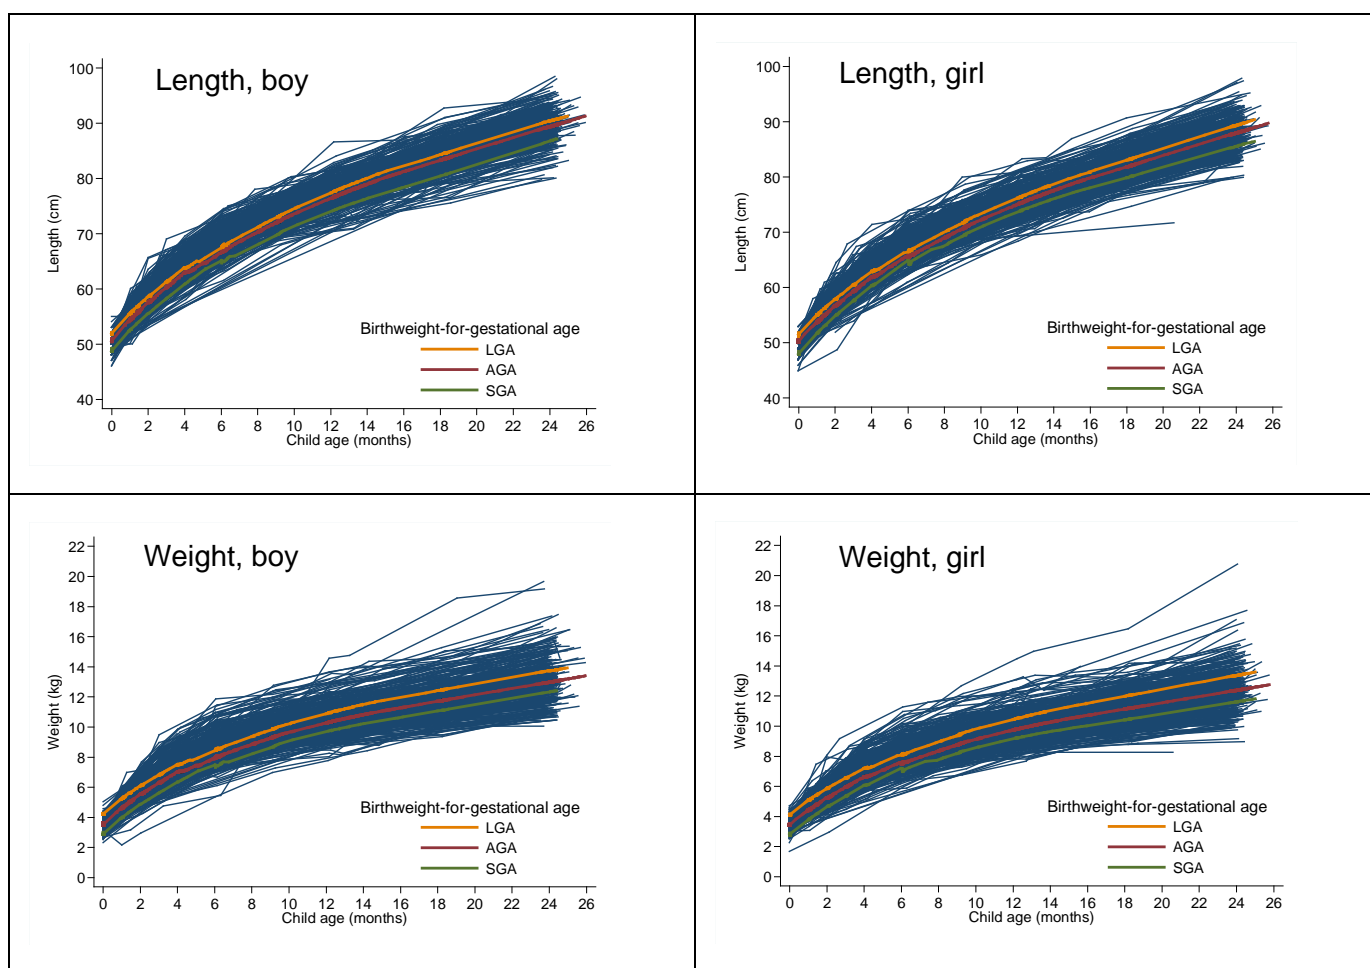 Length, boy
100
90
80
70
60
50
40
Length (cm)
0 2 4 6 8 10 12 14 16 18 20 22 24 26
Child age (months)
Birthweight-for-gestational age
LGA
AGA
SGA
Length, girl
100
90
80
70
60
50
40
Length (cm)
0 2 4 6 8 10 12 14 16 18 20 22 24 26
Child age (months)
Birthweight-for-gestational age
LGA
AGA
SGA
Weight, boy
22
20
18
16
14
12
10
8
6
4
2
0
Weight (kg)
0 2 4 6 8 10 12 14 16 18 20 22 24 26
Child age (months)
Birthweight-for-gestational age
LGA
AGA
SGA
Weight, girl
22
20
18
16
14
12
10
8
6
4
2
0
Weight (kg)
0 2 4 6 8 10 12 14 16 18 20 22 24 26
Child age (months)
Birthweight-for-gestational age
LGA
AGA
SGA